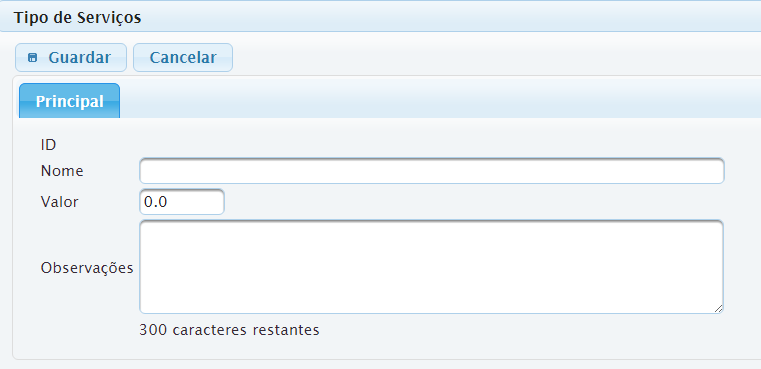 Tipo de Serviços
Guardar Cancelar
Principal
ID
Nome
Valor 0.0
Observações
300 caracteres restantes